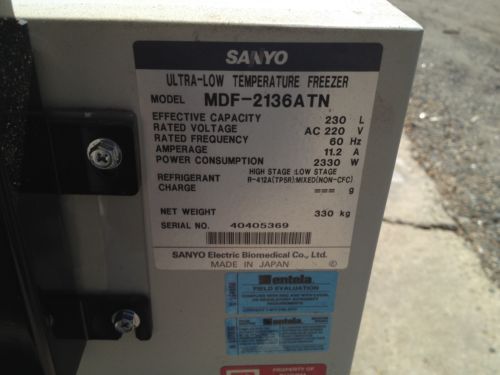 SANYO
ULTRA-LOW TEMPERATURE FREEZER
MODEL MDF-2136ATN
EFFECTIVE CAPACITY 230 L
RATED VOLTAGE AC 220 V
RATED FREQUENCY 60 Hz
AMPERAGE 11.2 A
POWER CONSUMPTION 2330 W
HIGH STAGE:LOW STAGE
REFRIGERANT R-412A(TP5R):MIXED(NON-CFC)
CHARGE === g
NET WEIGHT 330 kg
SERIAL NO. 40405369
SANYO Electric Biomedical Co., Ltd.
MADE IN JAPAN
entela
FIELD EVALUATION
entela
PROPERTY OF